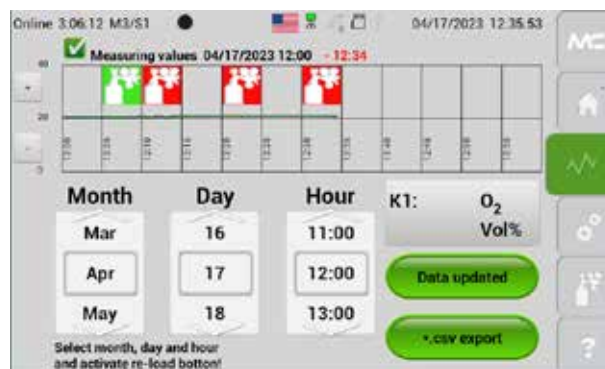 Online 3:06:12 M3/S1 04/17/2023 12.35.53
MC
Measuring values 04/17/2023 12:00 - 12:34
20
Month Day Hour K1: O2
Vol%
Mar 16 11:00
Apr 17 12:00 Data updated
May 18 13:00
*.csv export
Select month, day and hour
and activate re-load botton!
?